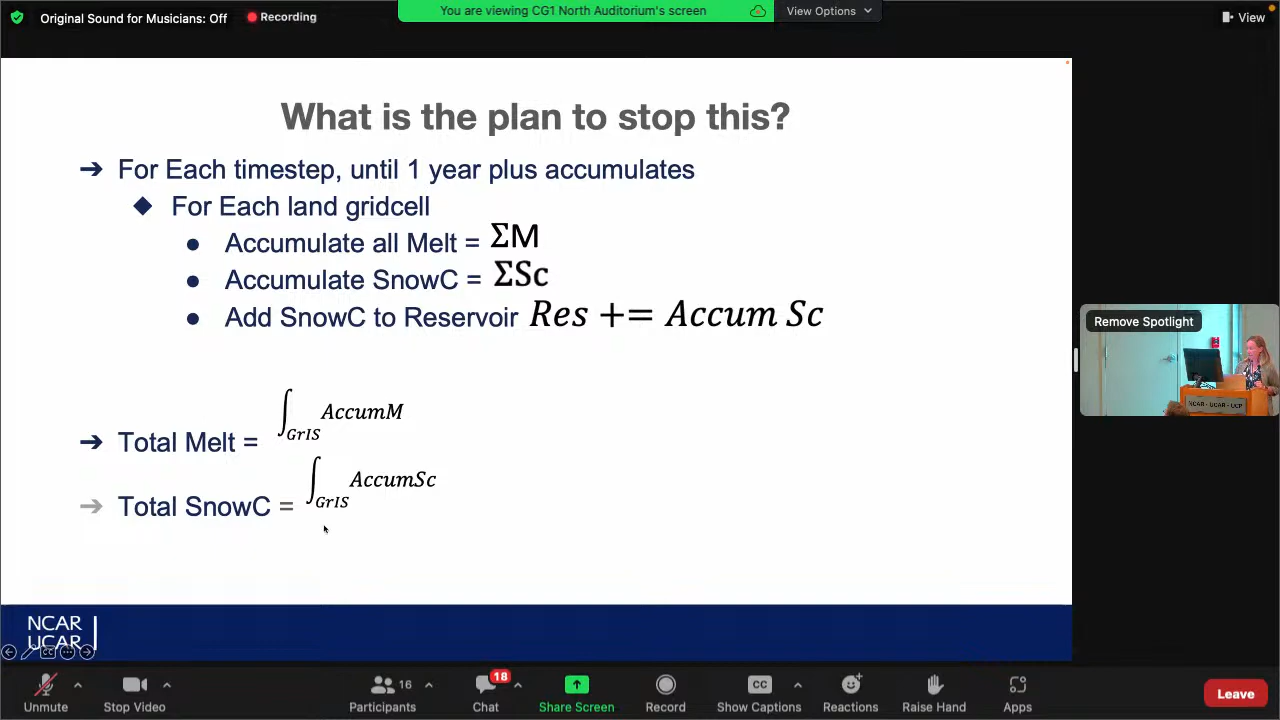 Original Sound for Musicians: Off
Recording
You are viewing CG1 North Auditorium's screen
View Options
View
What is the plan to stop this?
➔ For Each timestep, until 1 year plus accumulates
◆ For Each land gridcell
● Accumulate all Melt = ΣM
● Accumulate SnowC = ΣSc
● Add SnowC to Reservoir Res += Accum Sc
➔ Total Melt = ∫GrIS AccumM
➔ Total SnowC = ∫GrIS AccumSc
Remove Spotlight
NCAR - UCAR - UCP
NCAR
UCAR
Unmute
Stop Video
16
Participants
18
Chat
Share Screen
Record
CC
Show Captions
Reactions
Raise Hand
Apps
Leave